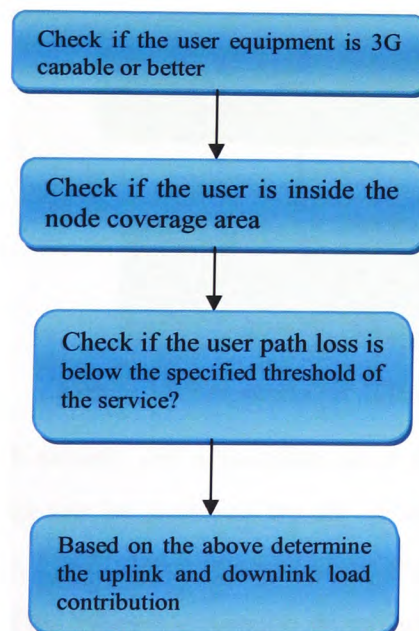 Check if the user equipment is 3G
capable or better
Check if the user is inside the
node coverage area
Check if the user path loss is
below the specified threshold of
the service?
Based on the above determine
the uplink and downlink load
contribution